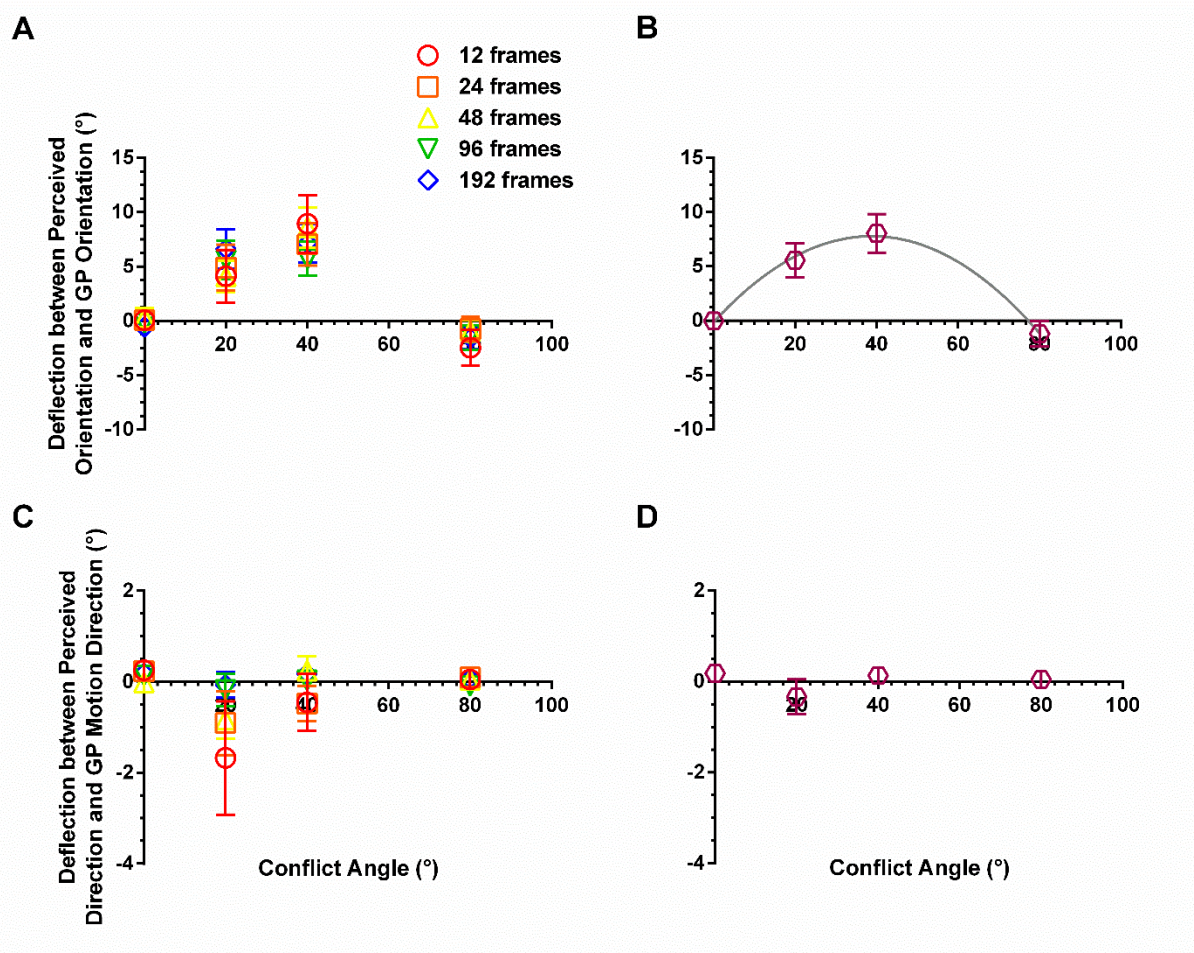 A
B
12 frames
24 frames
48 frames
96 frames
192 frames
Deflection between Perceived
Orientation and GP Orientation (°)
15
10
5
0
-5
-10
20
40
80
100
15
10
5
0
-5
-10
20
40
60
80
100
C
D
Deflection between Perceived
Direction and GP Motion Direction (°)
2
0
-2
-4
20
40
60
80
100
Conflict Angle (°)
2
0
-2
-4
20
40
60
80
100
Conflict Angle (°)